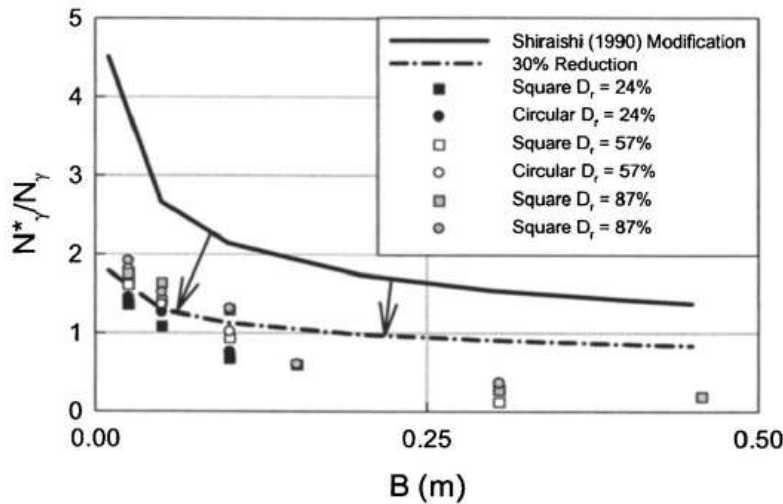 5
4
3
2
1
0
N*γ/Nγ
Shiraishi (1990) Modification
30% Reduction
Square Dr = 24%
Circular Dr = 24%
Square Dr = 57%
Circular Dr = 57%
Square Dr = 87%
Square Dr = 87%
0.00
0.25
0.50
B (m)